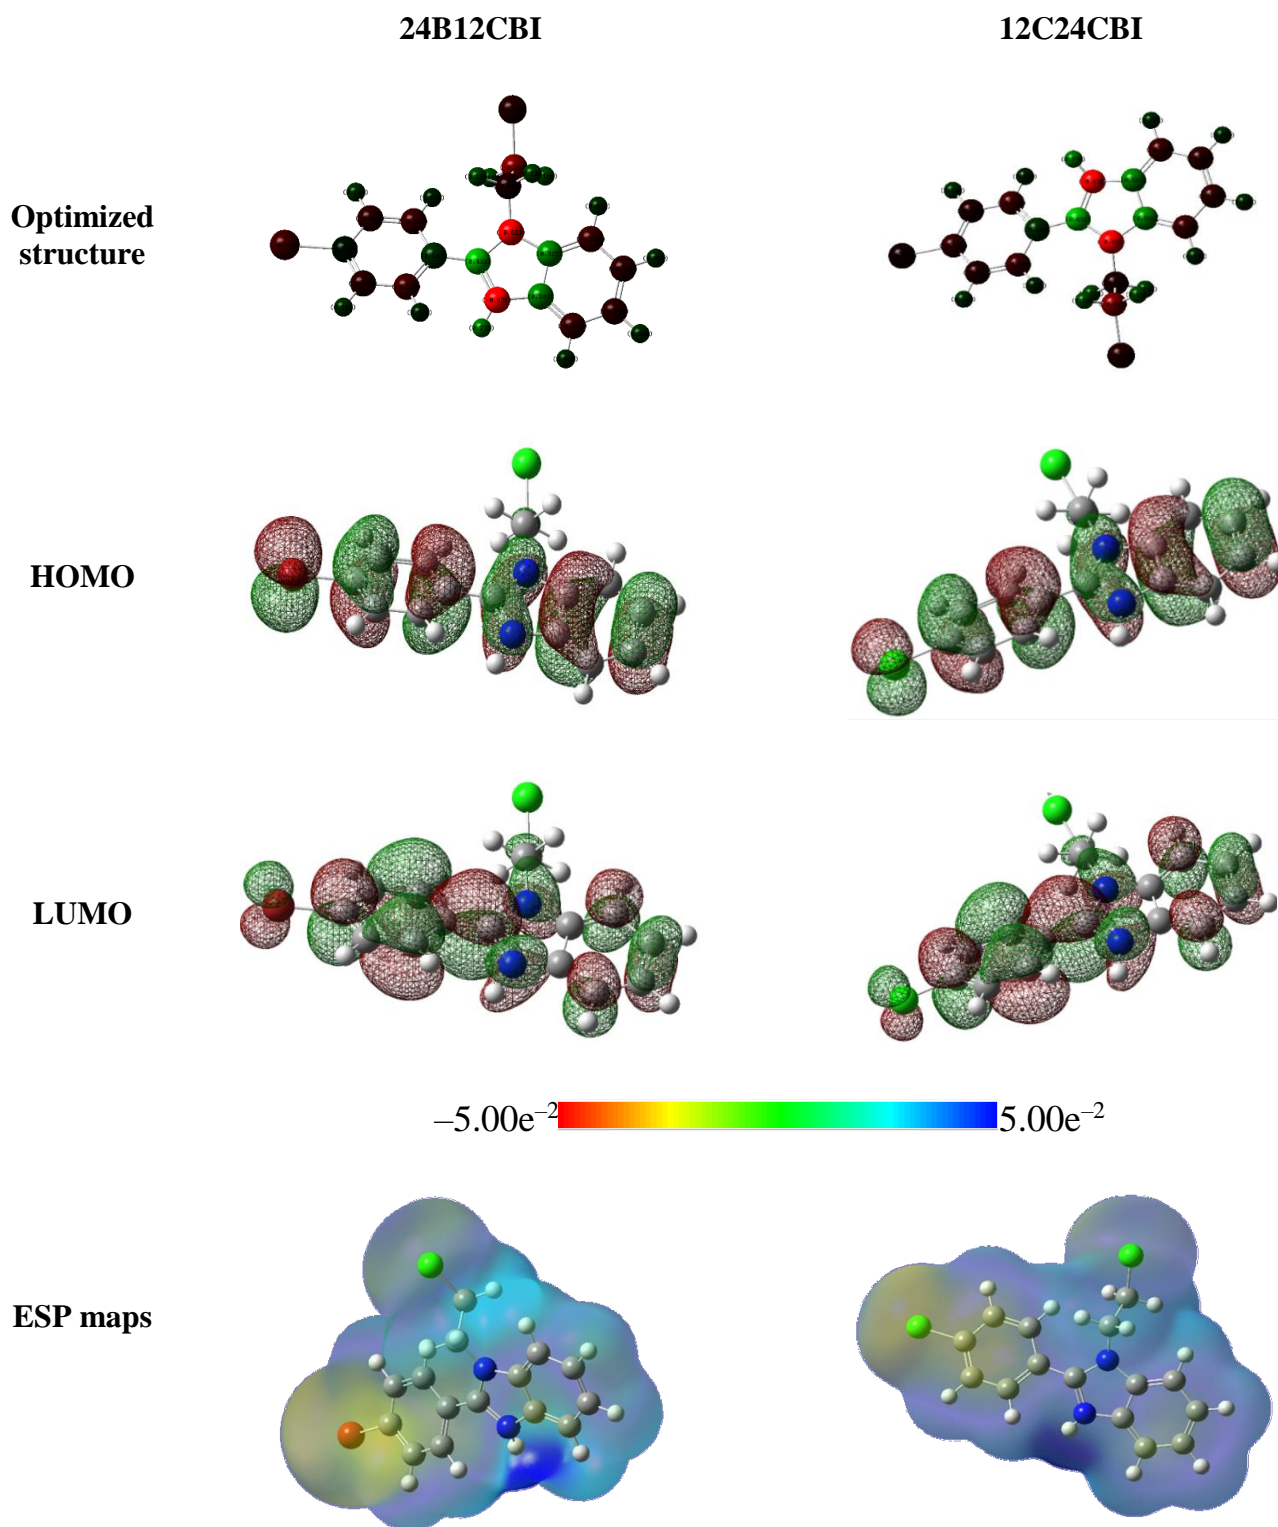 24B12CBI 12C24CBI
Optimized
structure
HOMO
LUMO
–5.00e⁻² 5.00e⁻²
ESP maps